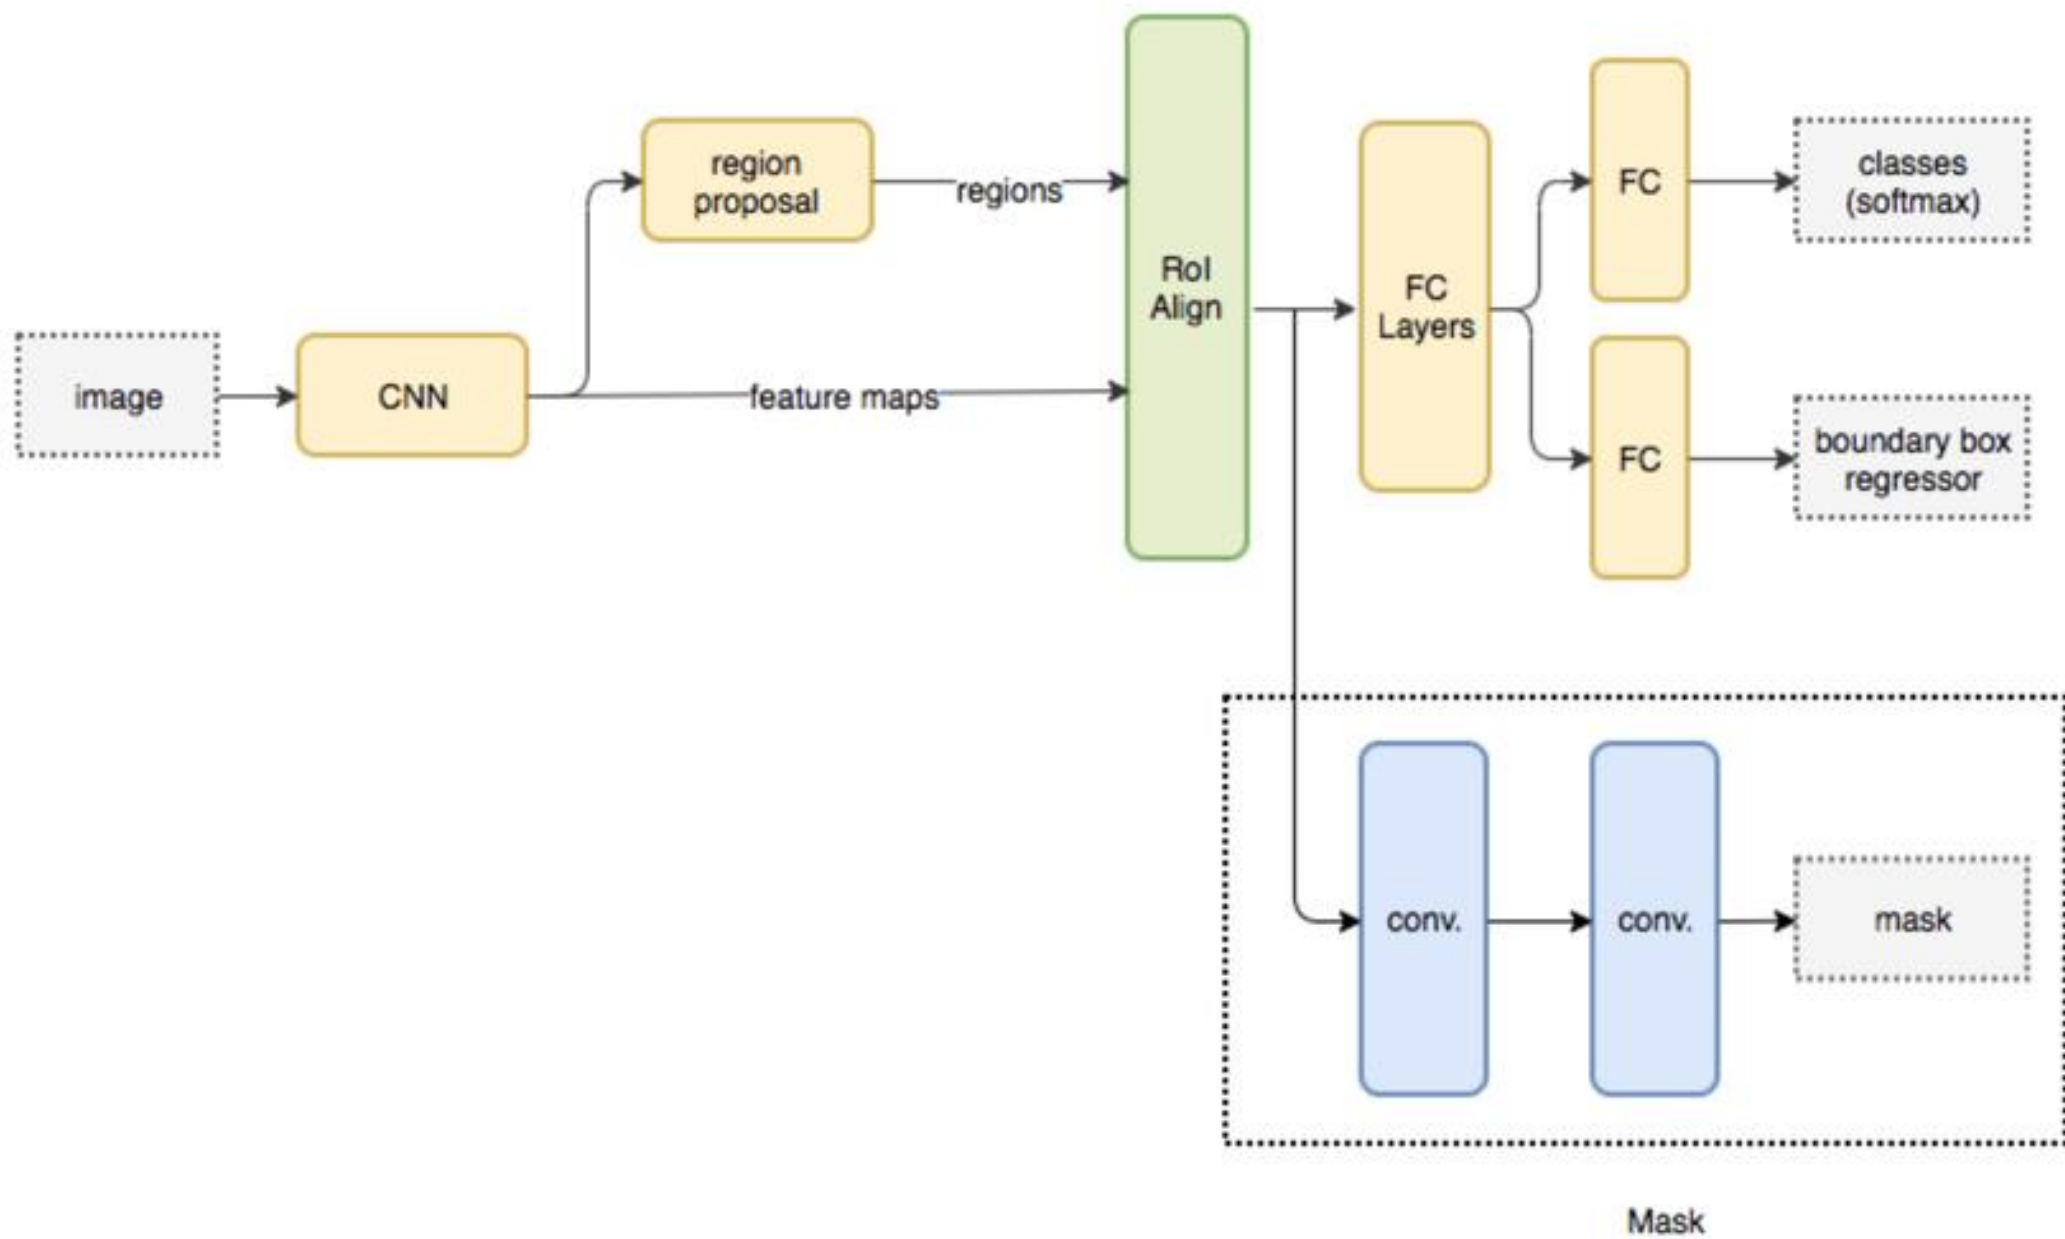 image
CNN
region
proposal
regions
feature maps
RoI
Align
FC
Layers
FC
classes
(softmax)
FC
boundary box
regressor
conv.
conv.
mask
Mask